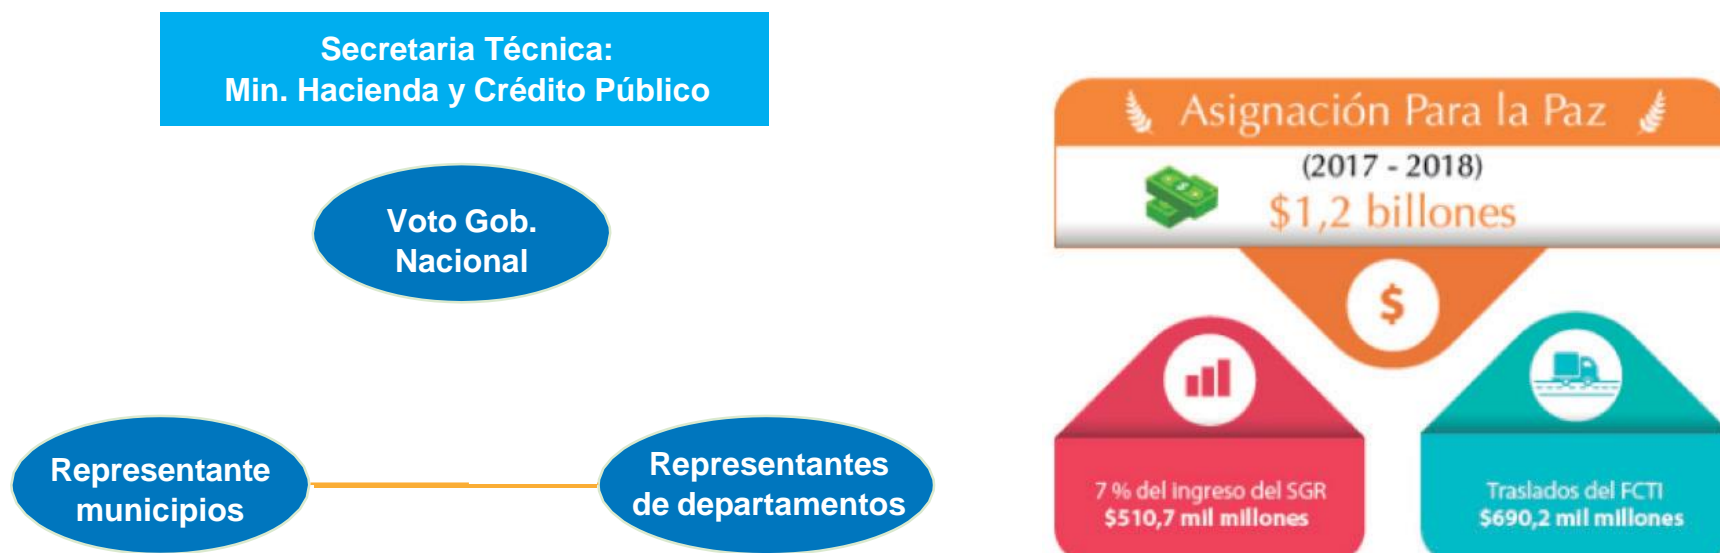 Secretaria Técnica:
Min. Hacienda y Crédito Público
Voto Gob.
Nacional
Representante
municipios
Representantes
de departamentos
Asignación Para la Paz
(2017 - 2018)
$1,2 billones
$
7 % del ingreso del SGR
$510,7 mil millones
Traslados del FCTI
$690,2 mil millones